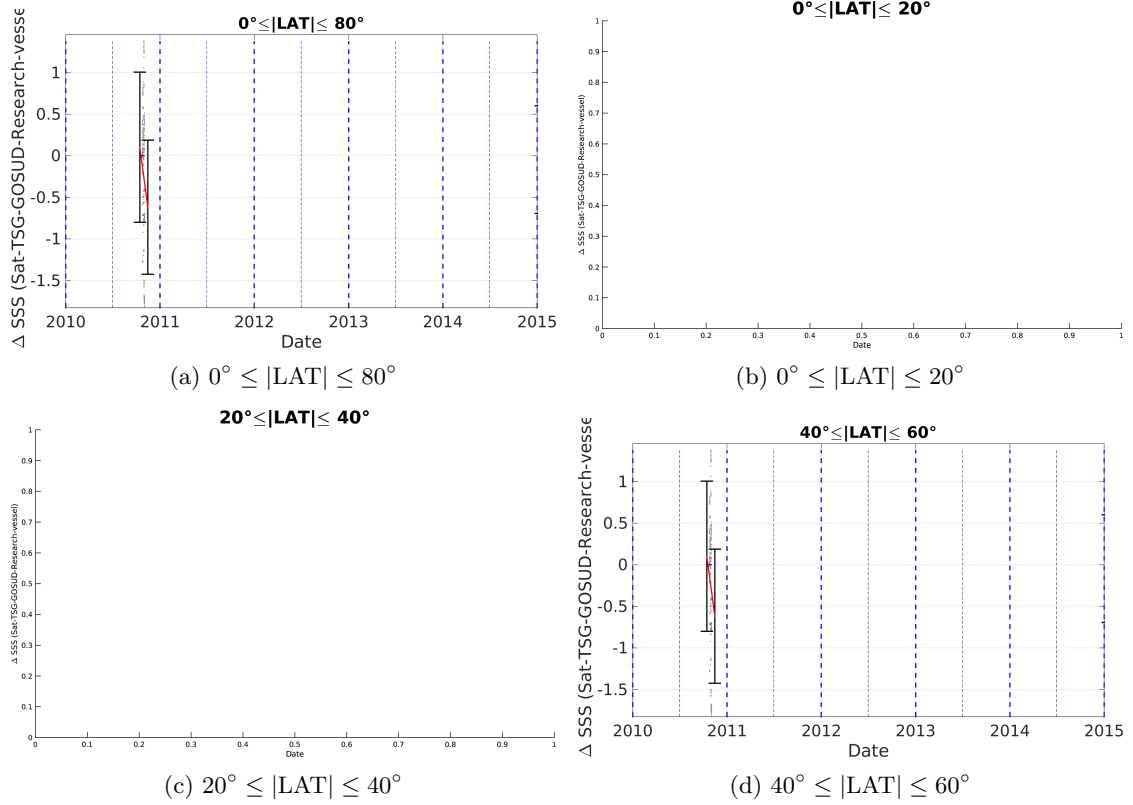 0°≤|LAT|≤ 80°
Δ SSS (Sat-TSG-GOSUD-Research-vesse
1
0.5
0
-0.5
-1
-1.5
2010 2011 2012 2013 2014 2015
Date
(a) 0° ≤ |LAT| ≤ 80°
0°≤|LAT|≤ 20°
Δ SSS (Sat-TSG-GOSUD-Research-vessel)
1
0.9
0.8
0.7
0.6
0.5
0.4
0.3
0.2
0.1
0
0 0.1 0.2 0.3 0.4 0.5 0.6 0.7 0.8 0.9 1
Date
(b) 0° ≤ |LAT| ≤ 20°
20°≤|LAT|≤ 40°
Δ SSS (Sat-TSG-GOSUD-Research-vessel)
1
0.9
0.8
0.7
0.6
0.5
0.4
0.3
0.2
0.1
0
0 0.1 0.2 0.3 0.4 0.5 0.6 0.7 0.8 0.9 1
Date
(c) 20° ≤ |LAT| ≤ 40°
40°≤|LAT|≤ 60°
Δ SSS (Sat-TSG-GOSUD-Research-vesse
1
0.5
0
-0.5
-1
-1.5
2010 2011 2012 2013 2014 2015
Date
(d) 40° ≤ |LAT| ≤ 60°